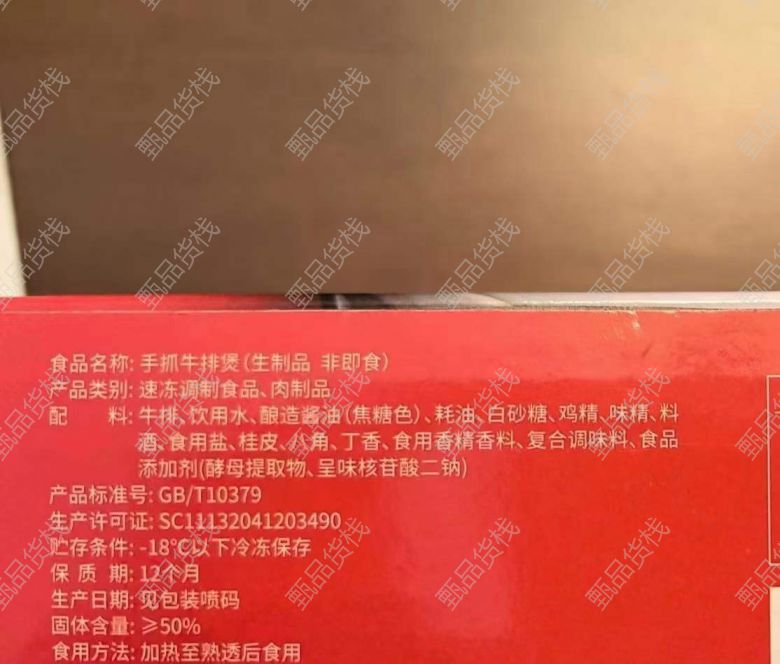 食品名称: 手抓牛排煲(生制品 非即食)
产品类别: 速冻调制食品、肉制品
配 料: 牛排、饮用水、酿造酱油(焦糖色)、耗油、白砂糖、鸡精、味精、料
酒、食用盐、桂皮、八角、丁香、食用香精香料、复合调味料、食品
添加剂(酵母提取物、呈味核苷酸二钠)
产品标准号: GB/T10379
生产许可证: SC11132041203490
贮存条件: -18℃以下冷冻保存
保 质 期: 12个月
生产日期: 见包装喷码
固体含量: ≥50%
食用方法: 加热至熟透后食用
甄品货栈